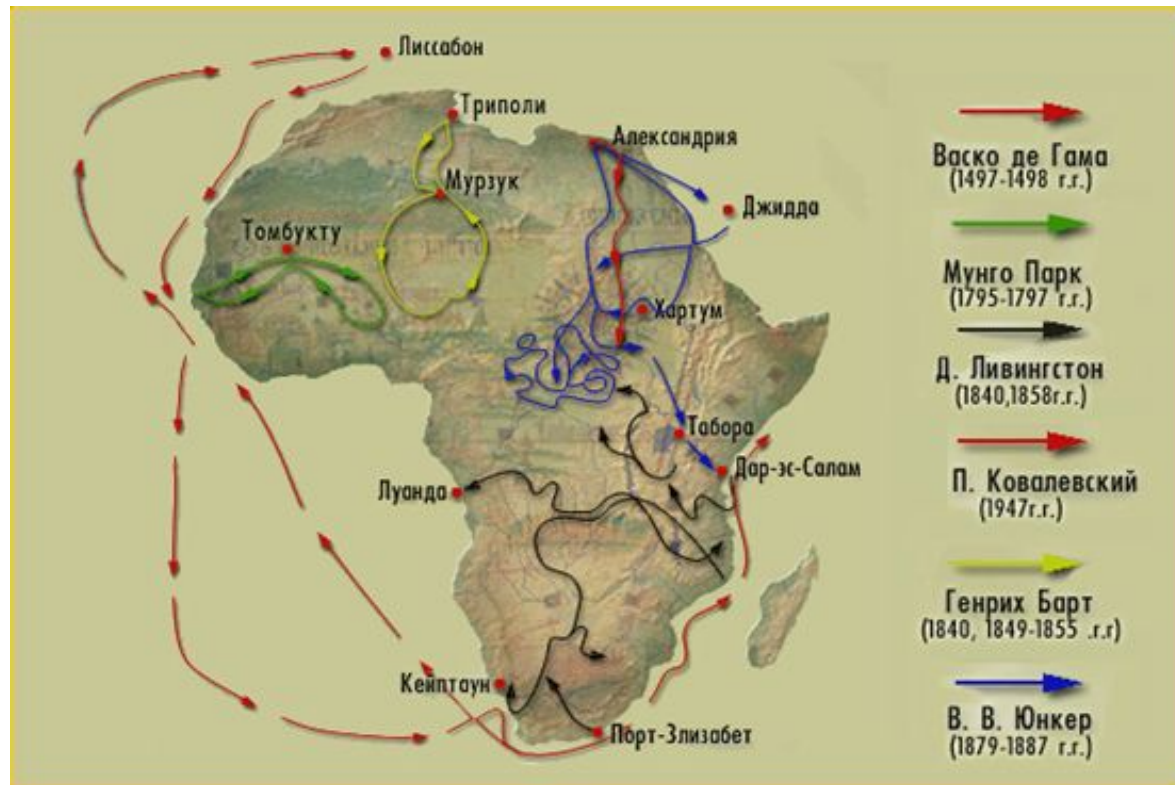 Лиссабон
Триполи
Александрия
Мурзук
Джидда
Томбукту
Хартум
Табора
Дар-эс-Салам
Луанда
Кейптаун
Порт-Злизабет
Васко де Гама
(1497-1498 г.г.)
Мунго Парк
(1795-1797 г.г.)
Д. Ливингстон
(1840,1858г.г.)
П. Ковалевский
(1947г.г.)
Генрих Барт
(1840, 1849-1855 .г.г)
В. В. Юнкер
(1879-1887 г.г.)